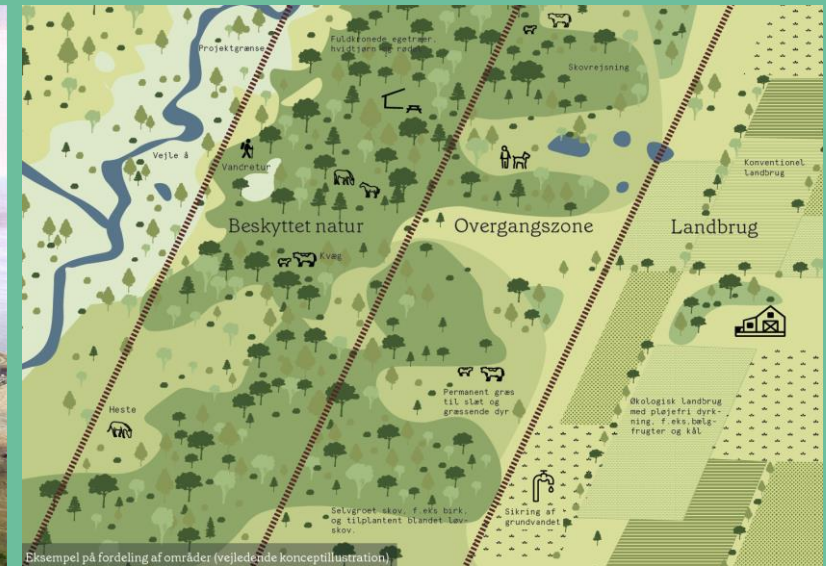 Projektgrænse
Fuldkronede egetræer,
hvidtjørn og røde
Skovrejsning
Vejle å
Vandretur
Konventionel
landbrug
Beskyttet natur
Overgangszone
Landbrug
Kvæg
Heste
Permanent græs
til slæt og
græssende dyr
Økologisk landbrug
med pløjefri dyrk-
ning, f.eks.bælg-
frugter og kål
Selvgroet skov, f.eks birk,
og tilplantent blandet løv-
skov.
Sikring af
grundvandet
Eksempel på fordeling af områder (vejledende konceptillustration)